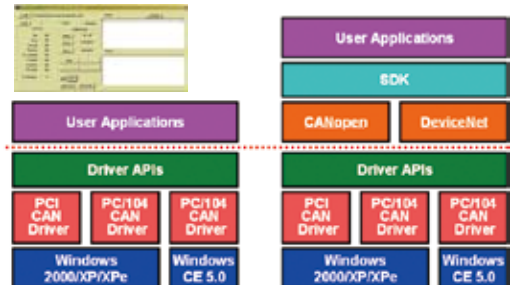 User Applications
SDK
User Applications
CANopen
DeviceNet
Driver APIs
Driver APIs
PCI
CAN
Driver
PC/104
CAN
Driver
PC/104
CAN
Driver
PCI
CAN
Driver
PC/104
CAN
Driver
PC/104
CAN
Driver
Windows
2000/XP/XPe
Windows
CE 5.0
Windows
2000/XP/XPe
Windows
CE 5.0